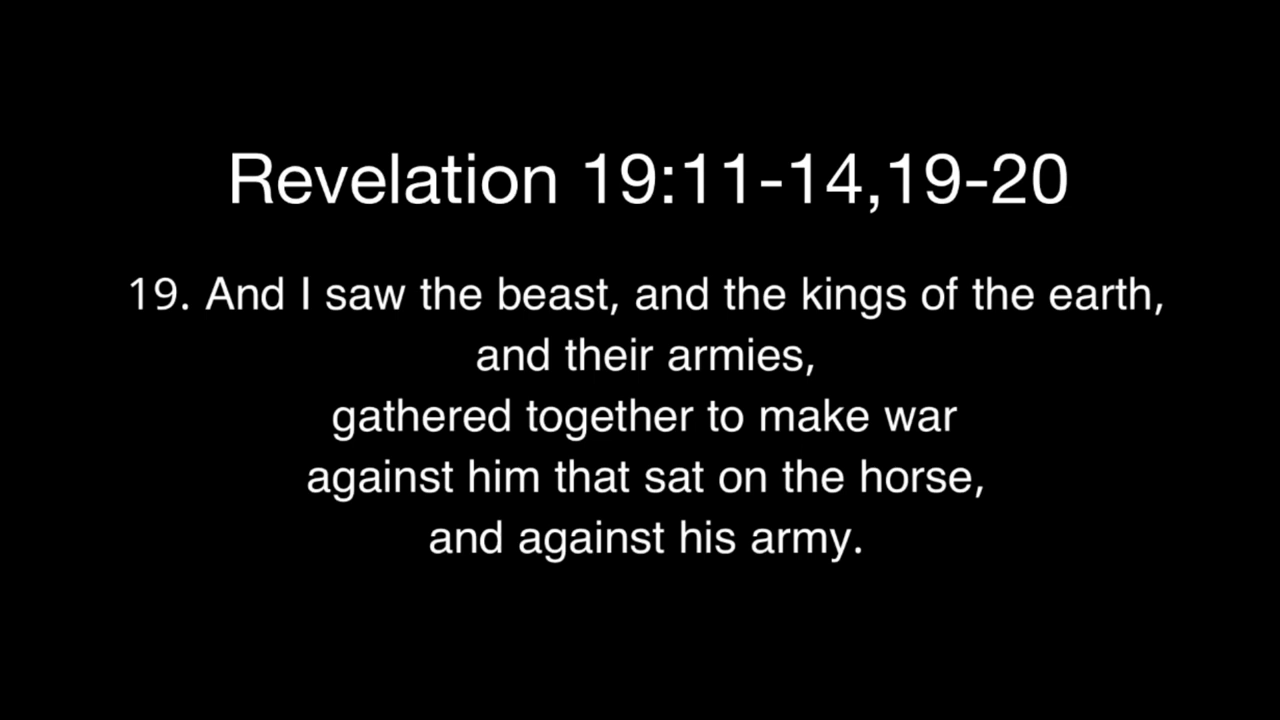 Revelation 19:11-14,19-20
19. And I saw the beast, and the kings of the earth,
and their armies,
gathered together to make war
against him that sat on the horse,
and against his army.